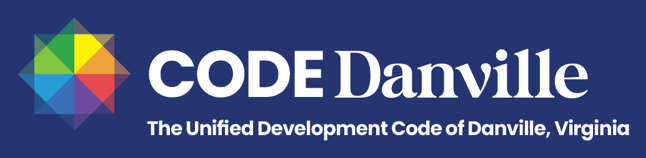 CODE Danville
The Unified Development Code of Danville, Virginia